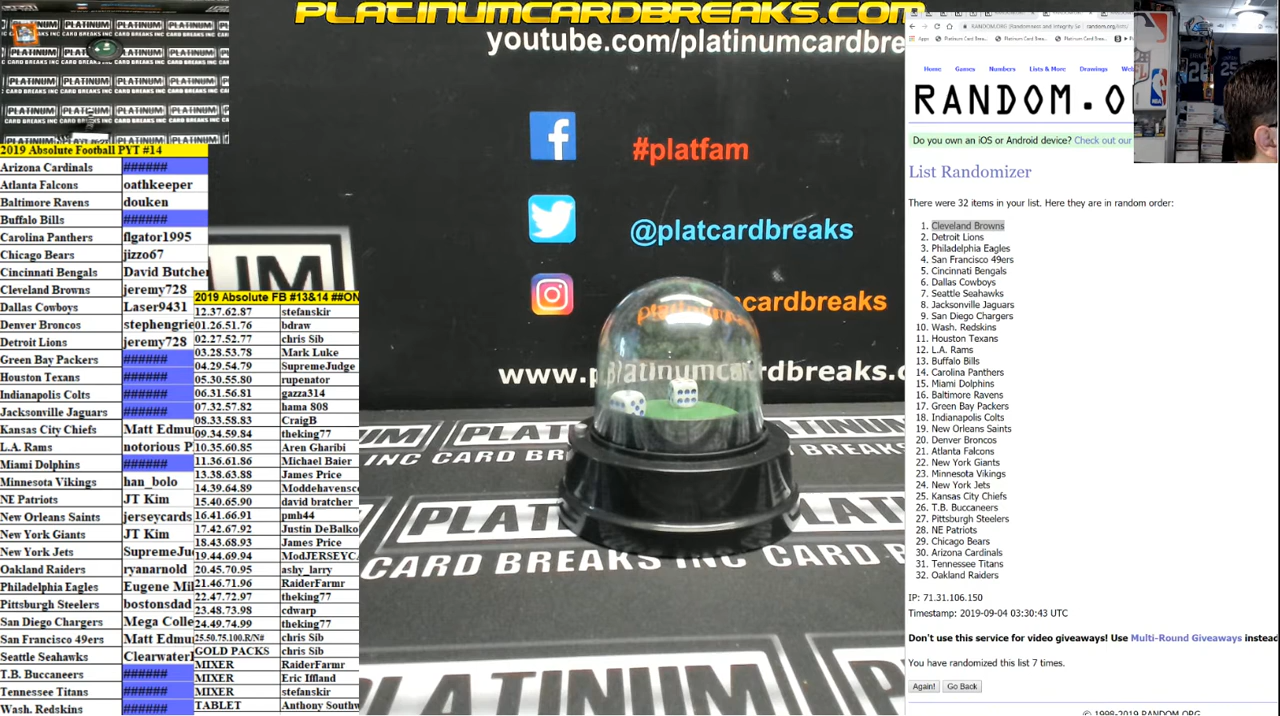 PLATINUMCARDBREAKS.COM
youtube.com/platinumcardbre
#platfam
@platcardbreaks
cardbreaks
www.platinumcardbreaks.c
2019 Absolute Football PYT #14
Arizona Cardinals ######
Atlanta Falcons oathkeeper
Baltimore Ravens douken
Buffalo Bills ######
Carolina Panthers flgator1995
Chicago Bears jizzo67
Cincinnati Bengals David Butcher
Cleveland Browns jeremy728
Dallas Cowboys Laser9431
Denver Broncos stephengrie
Detroit Lions jeremy728
Green Bay Packers ######
Houston Texans ######
Indianapolis Colts ######
Jacksonville Jaguars ######
Kansas City Chiefs Matt Edmu
L.A. Rams notorious P
Miami Dolphins ######
Minnesota Vikings han_bolo
NE Patriots JT Kim
New Orleans Saints jerseycards
New York Giants JT Kim
New York Jets SupremeJu
Oakland Raiders ryanarnold
Philadelphia Eagles Eugene Mil
Pittsburgh Steelers bostonsdad
San Diego Chargers Mega Colle
San Francisco 49ers Matt Edmu
Seattle Seahawks Clearwater
T.B. Buccaneers ######
Tennessee Titans ######
Wash. Redskins ######
2019 Absolute FB #13&14 ##ON
12.37.62.87 stefanskir
01.26.51.76 bdraw
02.27.52.77 chris Sib
03.28.53.78 Mark Luke
04.29.54.79 SupremeJudge
05.30.55.80 rupenator
06.31.56.81 gazza314
07.32.57.82 hama 808
08.33.58.83 CraigB
09.34.59.84 theking77
10.35.60.85 Aren Gharibi
11.36.61.86 Michael Baier
13.38.63.88 James Price
14.39.64.89 Moddehavensc
15.40.65.90 david bratcher
16.41.66.91 pmh44
17.42.67.92 Justin DeBalko
18.43.68.93 James Price
19.44.69.94 ModJERSEYCA
20.45.70.95 ashy_larry
21.46.71.96 RaiderFarmr
22.47.72.97 theking77
23.48.73.98 cdwarp
24.49.74.99 theking77
25.50.75.100.R/N# chris Sib
GOLD PACKS chris Sib
MIXER RaiderFarmr
MIXER Eric Iffland
MIXER stefanskir
TABLET Anthony Southw
PLATINUM
CARD BREAKS INC
Home Games Numbers Lists & More Drawings Web
RANDOM.O
Do you own an iOS or Android device? Check out our
List Randomizer
There were 32 items in your list. Here they are in random order:
1. Cleveland Browns
2. Detroit Lions
3. Philadelphia Eagles
4. San Francisco 49ers
5. Cincinnati Bengals
6. Dallas Cowboys
7. Seattle Seahawks
8. Jacksonville Jaguars
9. San Diego Chargers
10. Wash. Redskins
11. Houston Texans
12. L.A. Rams
13. Buffalo Bills
14. Carolina Panthers
15. Miami Dolphins
16. Baltimore Ravens
17. Green Bay Packers
18. Indianapolis Colts
19. New Orleans Saints
20. Denver Broncos
21. Atlanta Falcons
22. New York Giants
23. Minnesota Vikings
24. New York Jets
25. Kansas City Chiefs
26. T.B. Buccaneers
27. Pittsburgh Steelers
28. NE Patriots
29. Chicago Bears
30. Arizona Cardinals
31. Tennessee Titans
32. Oakland Raiders
IP: 71.31.106.150
Timestamp: 2019-09-04 03:30:43 UTC
Don't use this service for video giveaways! Use Multi-Round Giveaways instead
You have randomized this list 7 times.
Again! Go Back
© 1998-2019 RANDOM.ORG